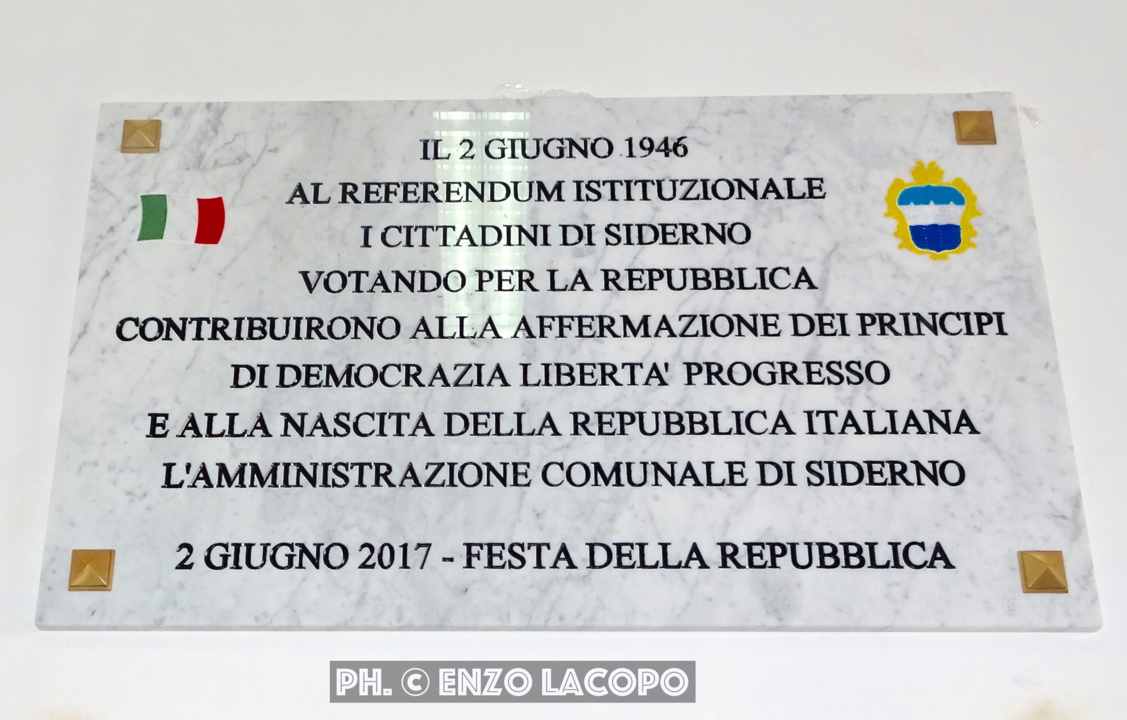 IL 2 GIUGNO 1946
AL REFERENDUM ISTITUZIONALE
I CITTADINI DI SIDERNO
VOTANDO PER LA REPUBBLICA
CONTRIBUIRONO ALLA AFFERMAZIONE DEI PRINCIPI
DI DEMOCRAZIA LIBERTA' PROGRESSO
E ALLA NASCITA DELLA REPUBBLICA ITALIANA
L'AMMINISTRAZIONE COMUNALE DI SIDERNO
2 GIUGNO 2017 - FESTA DELLA REPUBBLICA
PH. © ENZO LACOPO